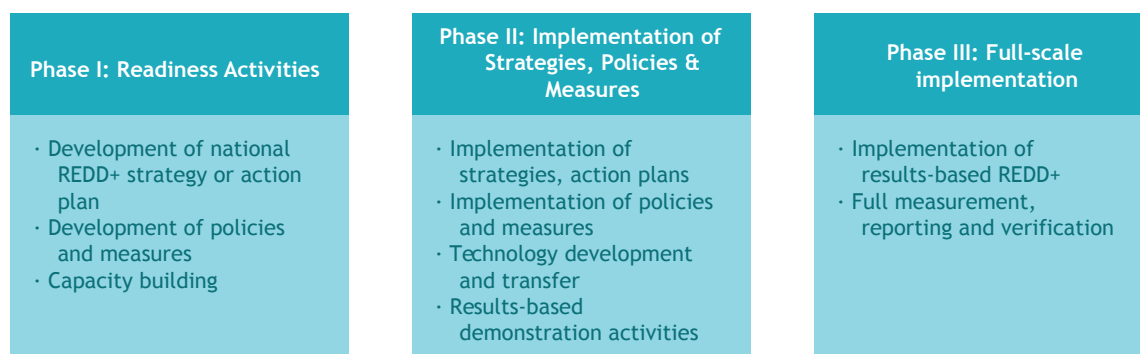 Phase I: Readiness Activities
· Development of national
REDD+ strategy or action
plan
· Development of policies
and measures
· Capacity building
Phase II: Implementation of
Strategies, Policies &
Measures
· Implementation of
strategies, action plans
· Implementation of policies
and measures
· Technology development
and transfer
· Results-based
demonstration activities
Phase III: Full-scale
implementation
· Implementation of
results-based REDD+
· Full measurement,
reporting and verification